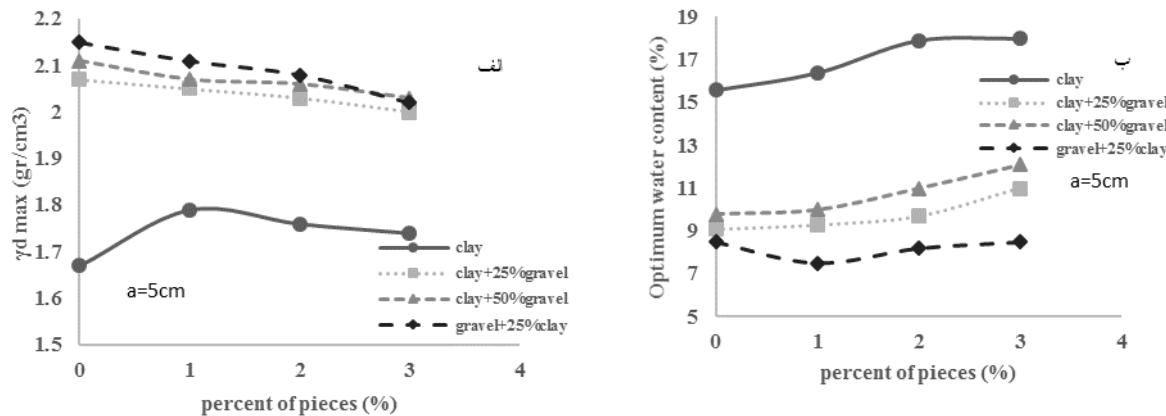 2.2
2.1
2
1.9
1.8
1.7
1.6
1.5
γd max (gr/cm3)
الف
a=5cm
clay
clay+25%gravel
clay+50%gravel
gravel+25%clay
0 1 2 3 4
percent of pieces (%)
19
17
15
13
11
9
7
5
Optimum water content (%)
ب
clay
clay+25%gravel
clay+50%gravel
gravel+25%clay
a=5cm
0 1 2 3 4
percent of pieces (%)